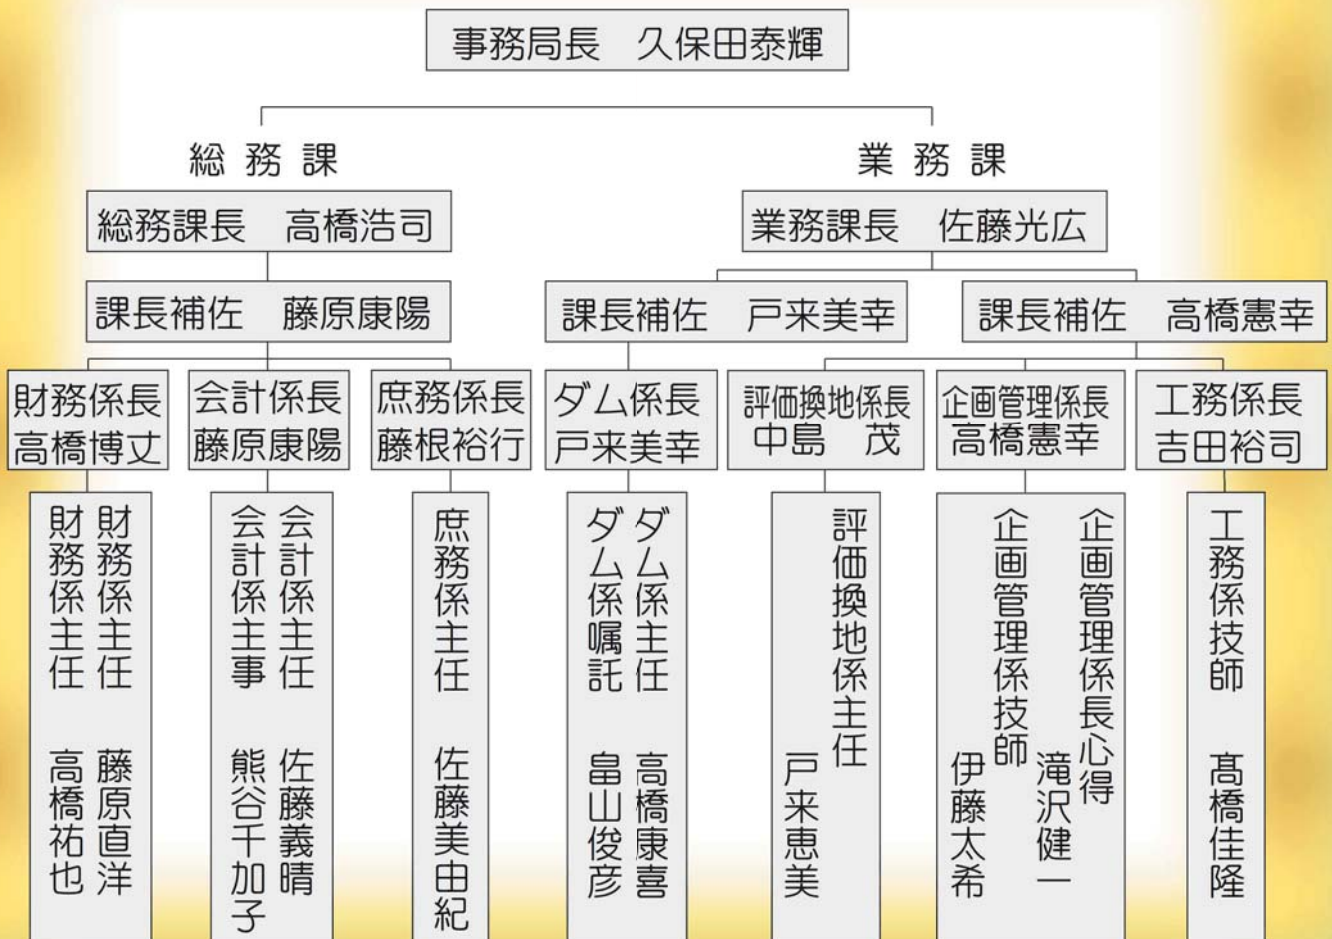 事務局長　久保田泰輝
総務課
業務課
総務課長　高橋浩司
業務課長　佐藤光広
課長補佐　藤原康陽
課長補佐　戸来美幸
課長補佐　高橋憲幸
財務係長
高橋博丈
会計係長
藤原康陽
庶務係長
藤根裕行
ダム係長
戸来美幸
評価換地係長
中島　茂
企画管理係長
高橋憲幸
工務係長
吉田裕司
財務係主任　藤原直洋
財務係主任　高橋祐也
会計係主任　佐藤義晴
会計係主事　熊谷千加子
庶務係主任　佐藤美由紀
ダム係主任　高橋康喜
ダム係嘱託　畠山俊彦
評価換地係主任
戸来恵美
企画管理係長心得
滝沢健一
企画管理係技師
伊藤太希
工務係技師　髙橋佳隆